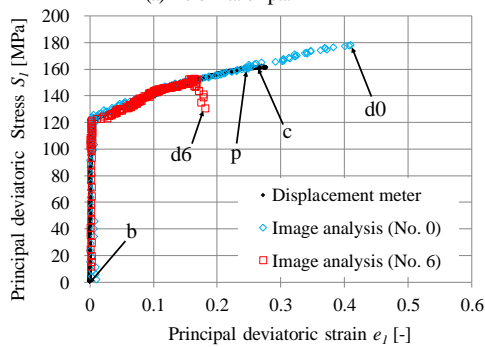 200
180
160
140
120
100
80
60
40
20
0
Principal deviatoric Stress S1 [MPa]
d0
c
p
d6
b
Displacement meter
Image analysis (No. 0)
Image analysis (No. 6)
0 0.1 0.2 0.3 0.4 0.5 0.6
Principal deviatoric strain e1 [-]